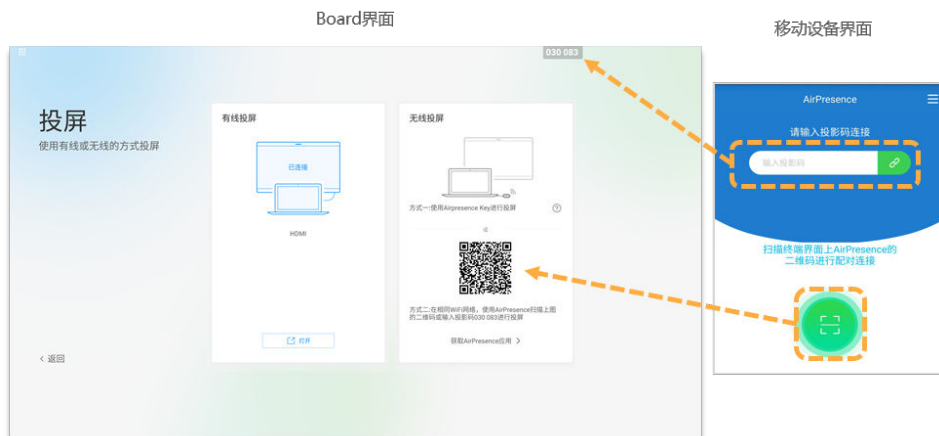 Board界面
移动设备界面
030 083
投屏
使用有线或无线的方式投屏
有线投屏
已连接
HDMI
打开
无线投屏
方式一:使用Airpresence Key进行投屏
或
方式二:在相同WiFi网络，使用AirPresence扫描上图
的二维码或输入投影码030 083进行投屏
获取AirPresence应用
返回
AirPresence
请输入投影码连接
输入投影码
扫描终端界面上AirPresence的
二维码进行配对连接